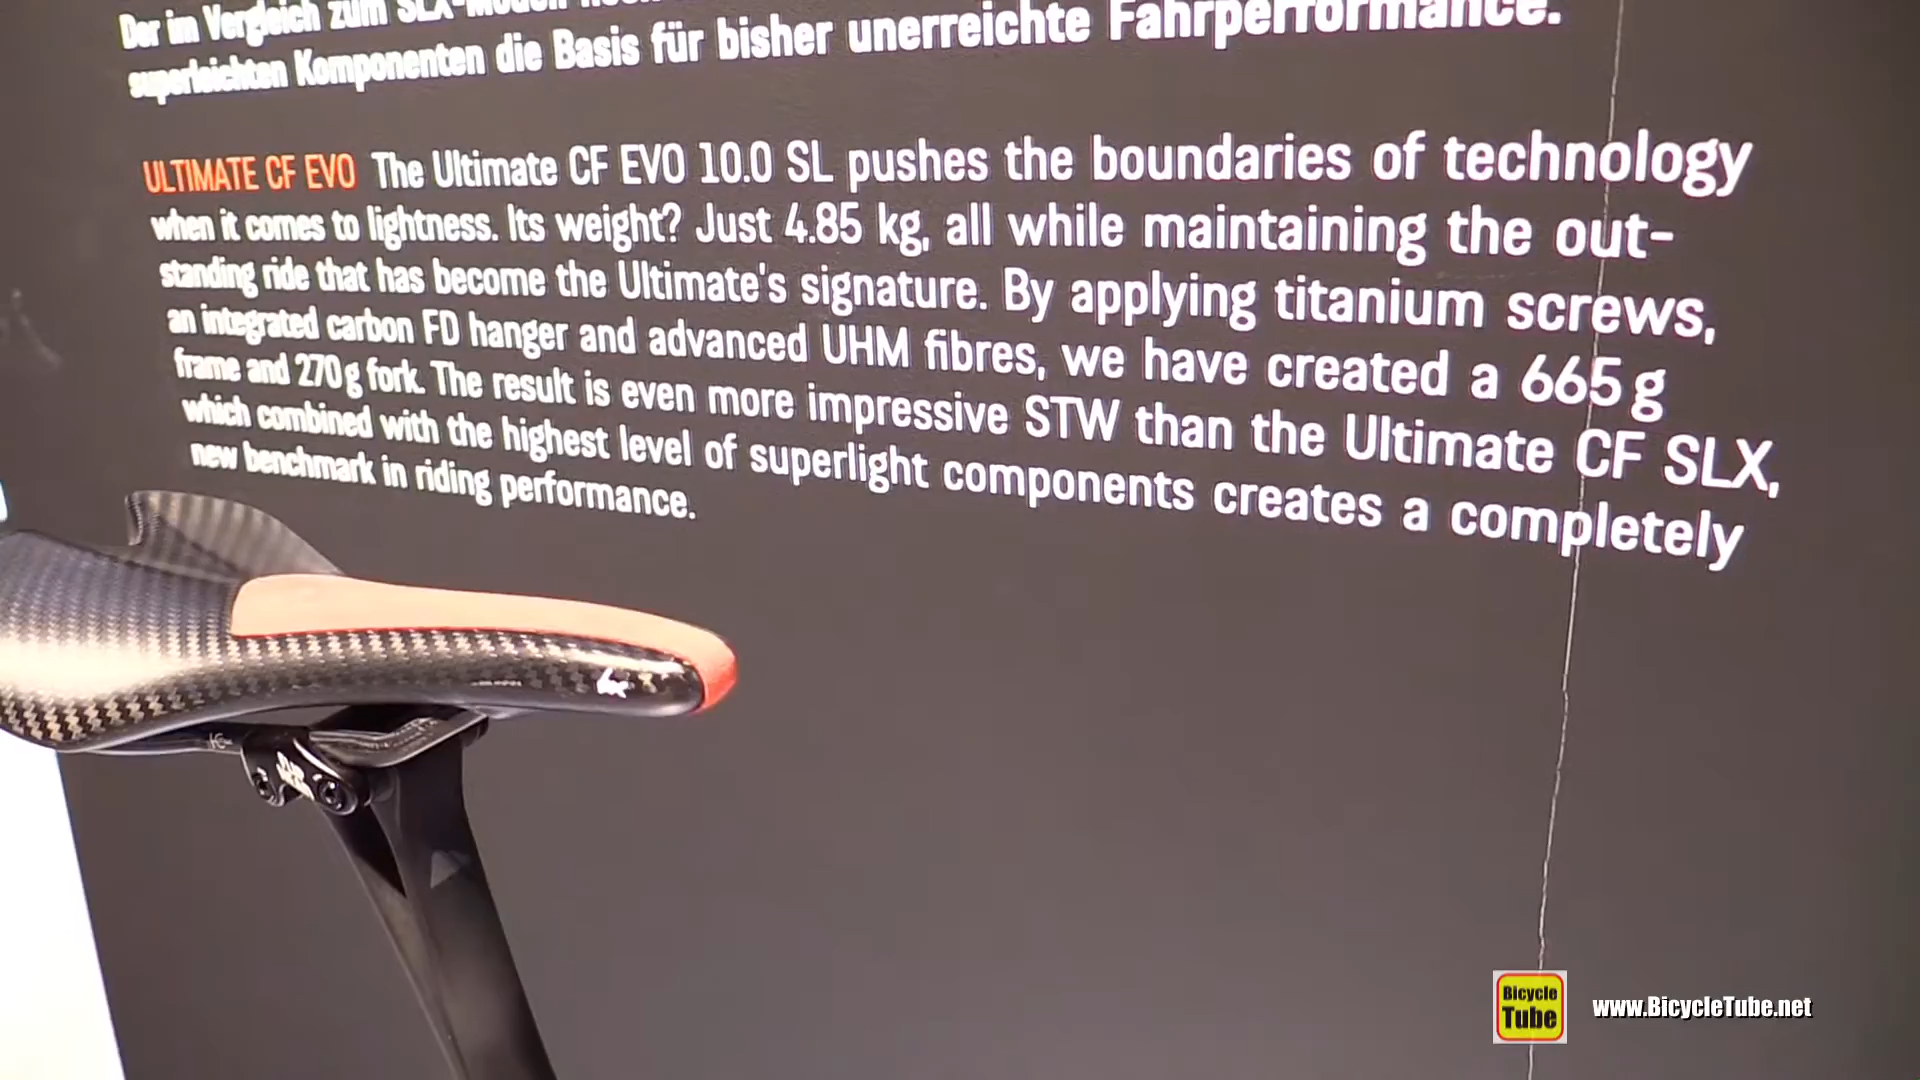 Der im Vergleich zum SLX-Modell
superleichten Komponenten die Basis für bisher unerreichte Fahrperformance.
ULTIMATE CF EVO The Ultimate CF EVO 10.0 SL pushes the boundaries of technology
when it comes to lightness. Its weight? Just 4.85 kg, all while maintaining the out-
standing ride that has become the Ultimate's signature. By applying titanium screws,
an integrated carbon FD hanger and advanced UHM fibres, we have created a 665 g
frame and 270 g fork. The result is even more impressive STW than the Ultimate CF SLX,
which combined with the highest level of superlight components creates a completely
new benchmark in riding performance.
Bicycle
Tube
www.BicycleTube.net